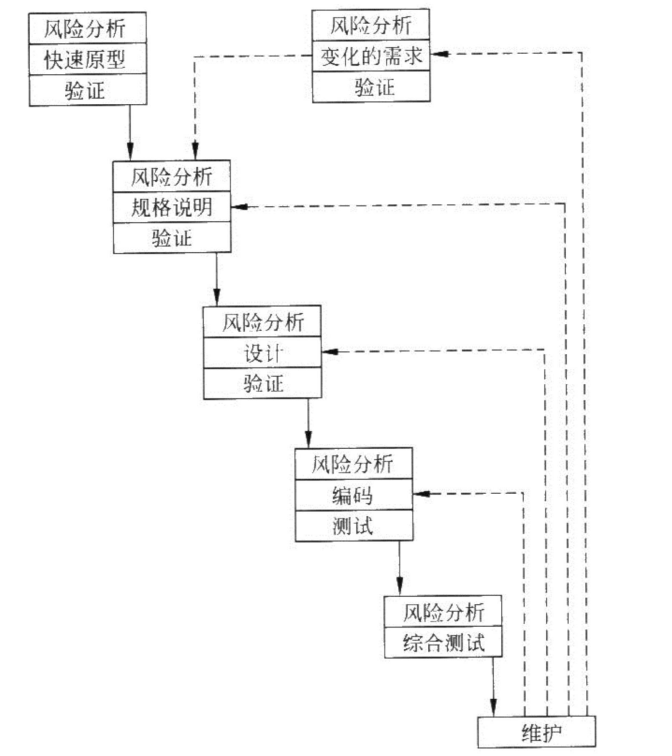 风险分析
快速原型
验证
风险分析
变化的需求
验证
风险分析
规格说明
验证
风险分析
设计
验证
风险分析
编码
测试
风险分析
综合测试
维护